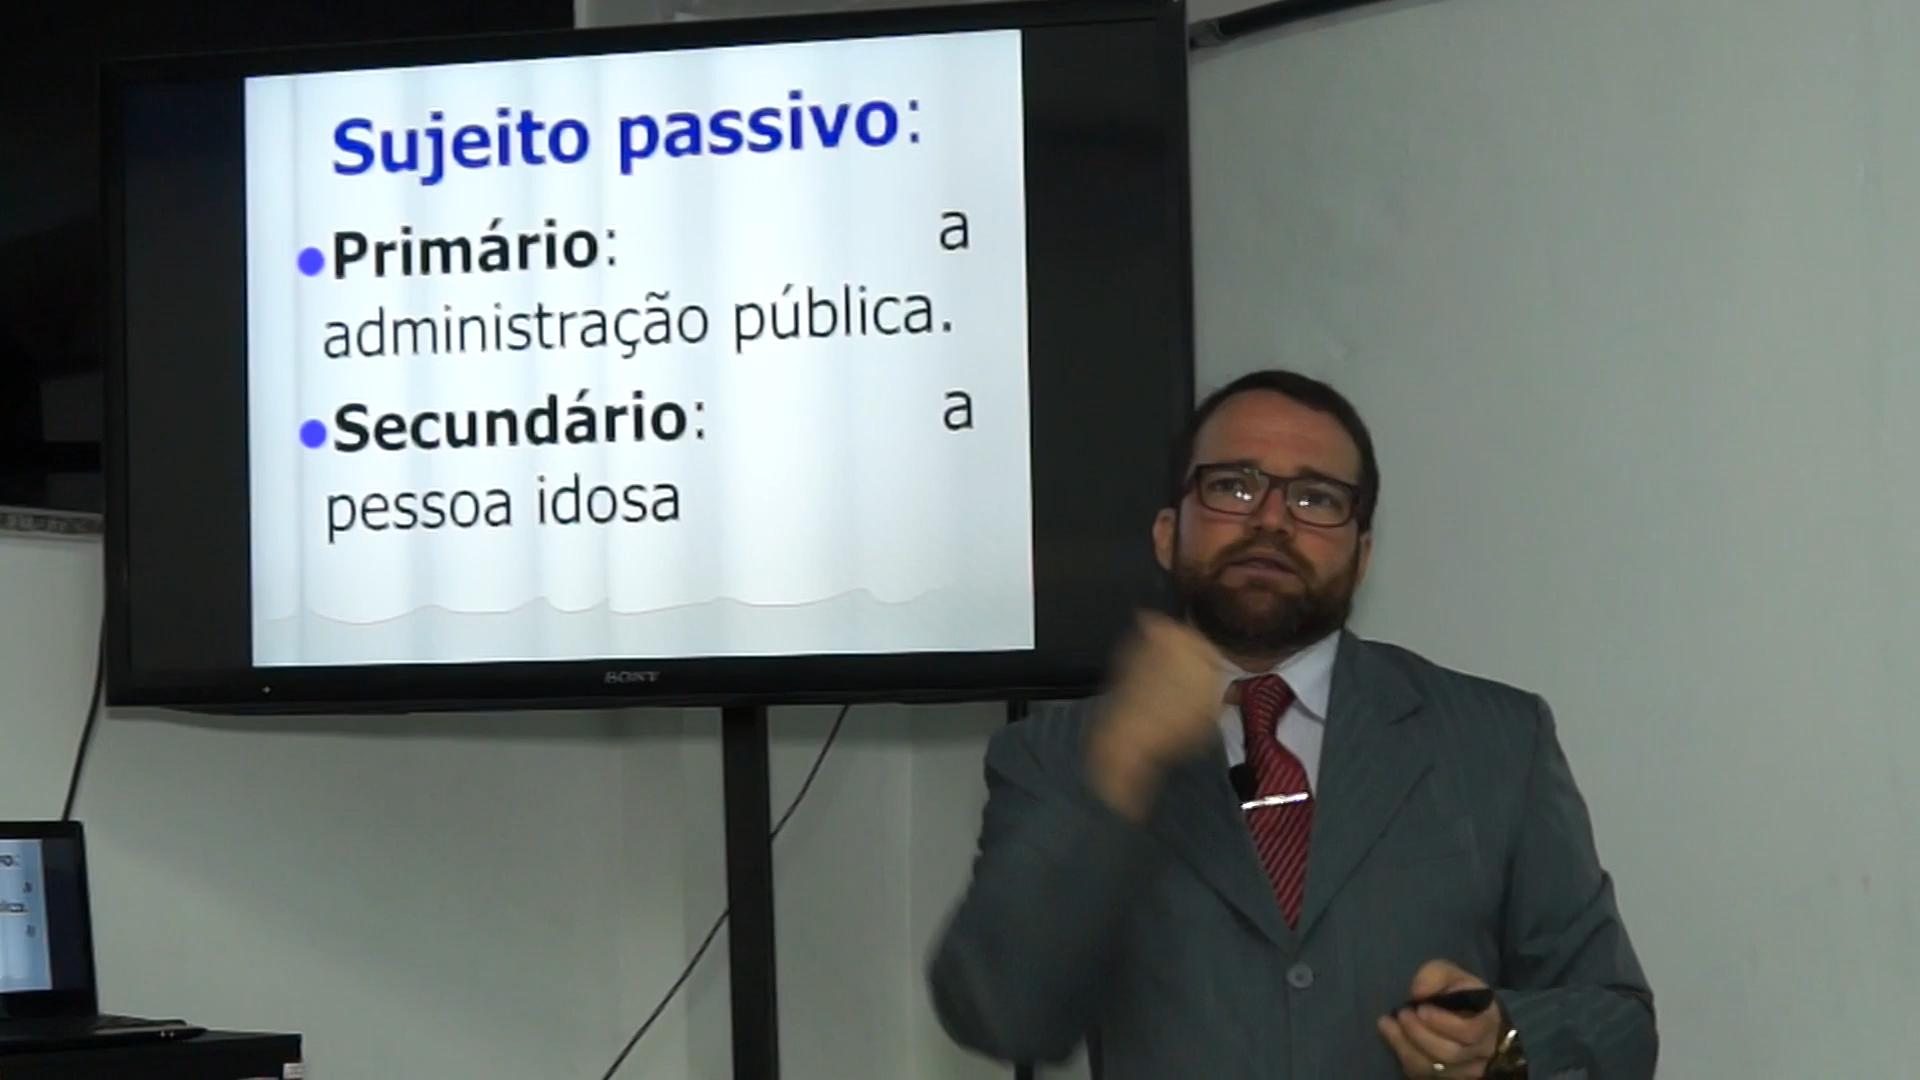 Sujeito passivo:
●Primário: a
administração pública.
●Secundário: a
pessoa idosa
SONY